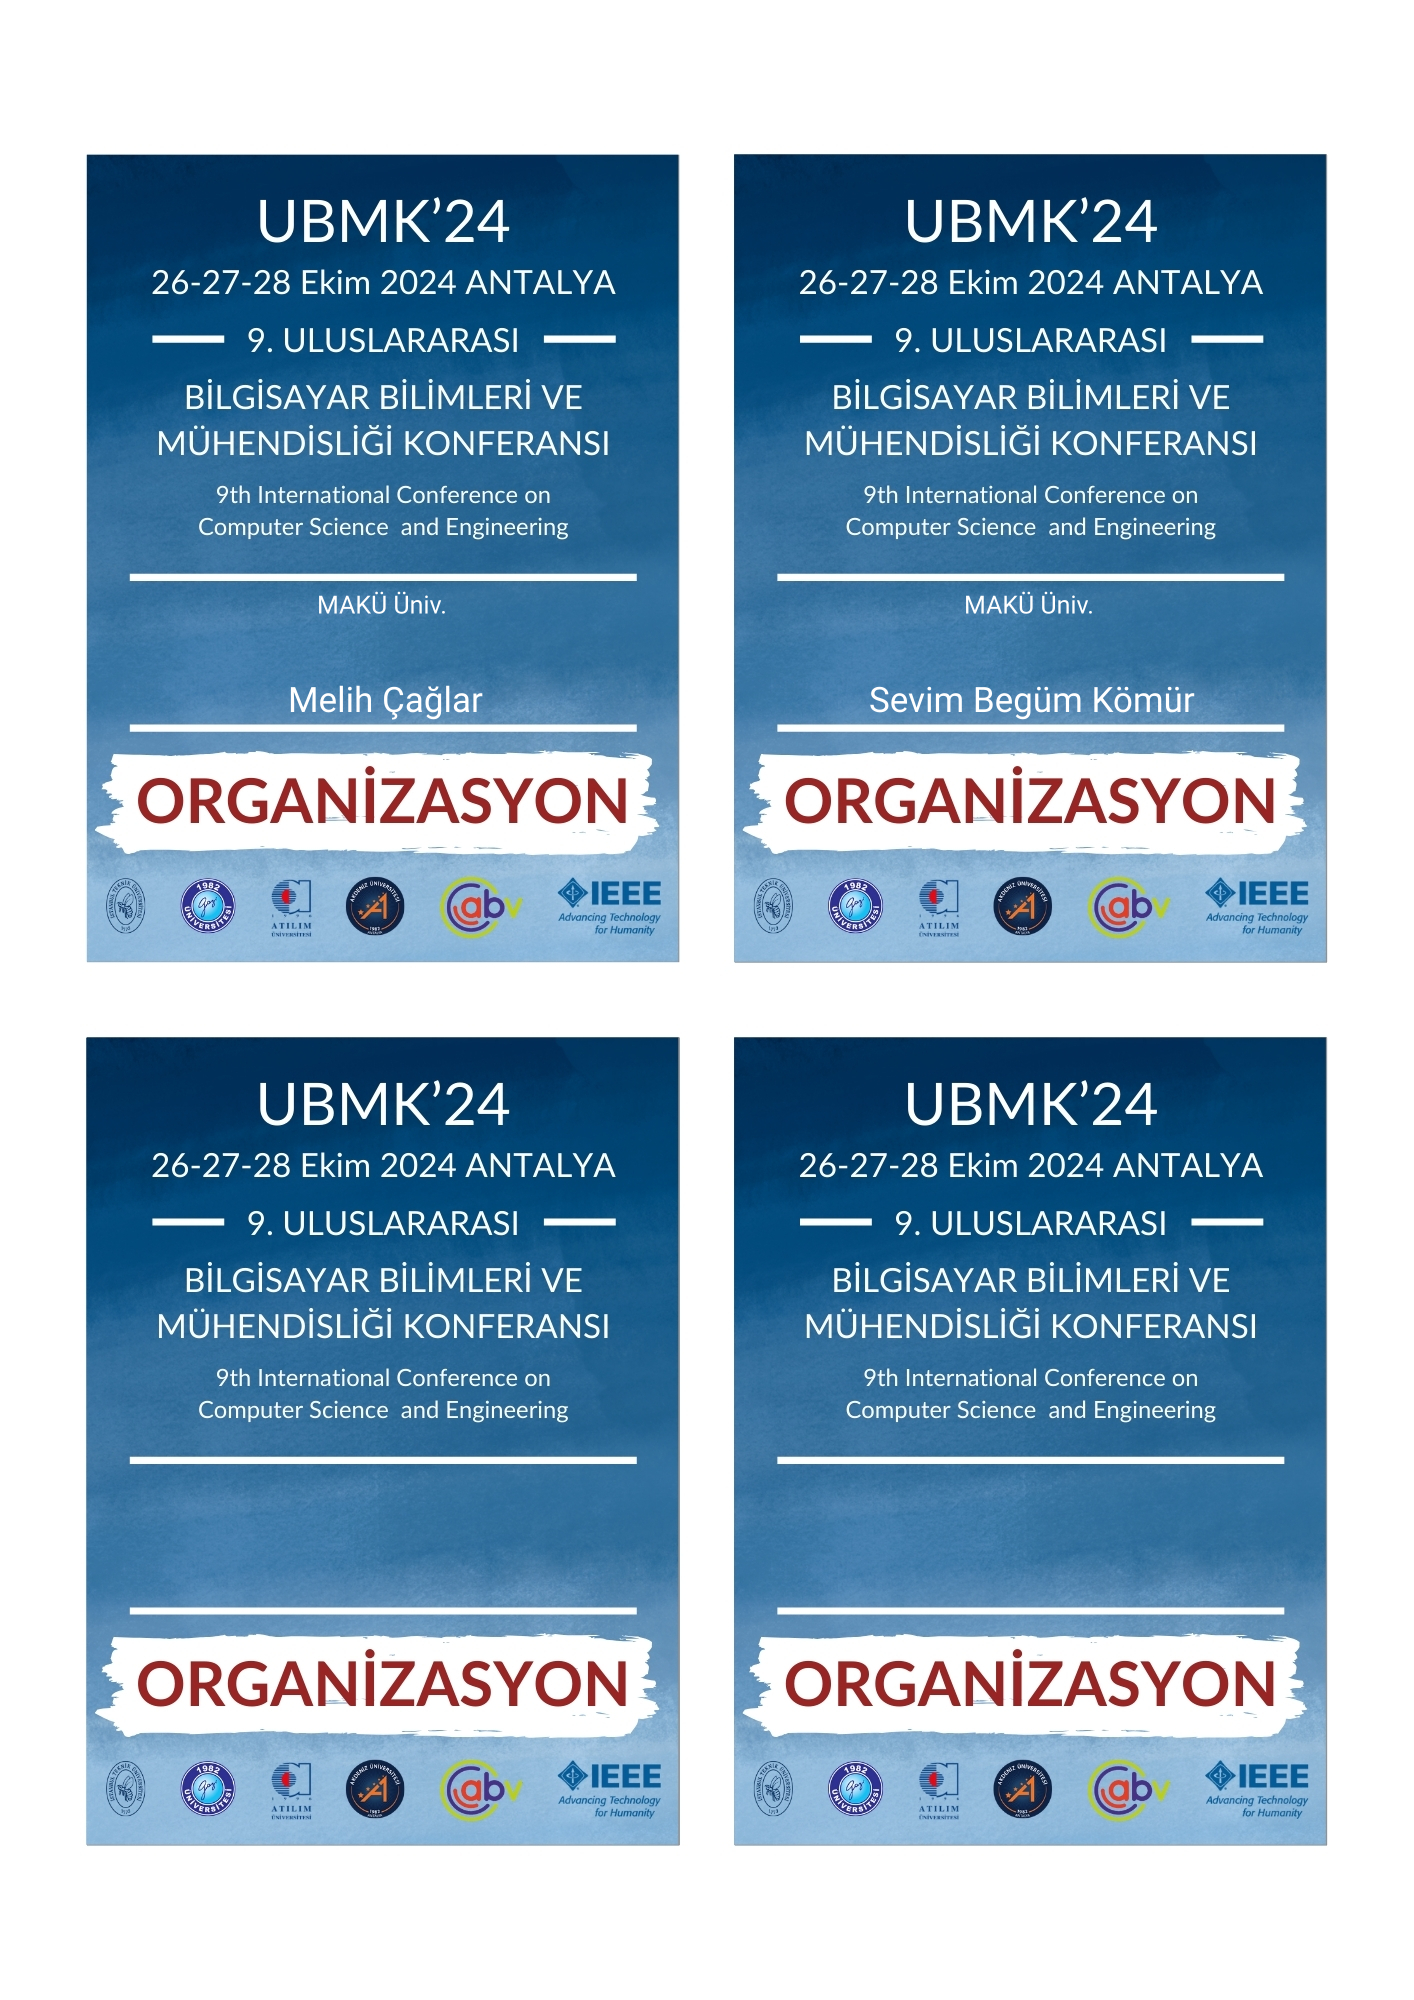 UBMK’24
26-27-28 Ekim 2024 ANTALYA
9. ULUSLARARASI
BİLGİSAYAR BİLİMLERİ VE
MÜHENDİSLİĞİ KONFERANSI
9th International Conference on
Computer Science and Engineering
MAKÜ Üniv.
Melih Çağlar
ORGANİZASYON
1982
ÜNİVERSİTESİ
ATILIM
ÜNİVERSİTESİ
AKDENİZ ÜNİVERSİTESİ
1982
ANTALYA
abv
IEEE
Advancing Technology
for Humanity
UBMK’24
26-27-28 Ekim 2024 ANTALYA
9. ULUSLARARASI
BİLGİSAYAR BİLİMLERİ VE
MÜHENDİSLİĞİ KONFERANSI
9th International Conference on
Computer Science and Engineering
MAKÜ Üniv.
Sevim Begüm Kömür
ORGANİZASYON
1982
ÜNİVERSİTESİ
ATILIM
ÜNİVERSİTESİ
AKDENİZ ÜNİVERSİTESİ
1982
ANTALYA
abv
IEEE
Advancing Technology
for Humanity
UBMK’24
26-27-28 Ekim 2024 ANTALYA
9. ULUSLARARASI
BİLGİSAYAR BİLİMLERİ VE
MÜHENDİSLİĞİ KONFERANSI
9th International Conference on
Computer Science and Engineering
ORGANİZASYON
1982
ÜNİVERSİTESİ
ATILIM
ÜNİVERSİTESİ
AKDENİZ ÜNİVERSİTESİ
1982
ANTALYA
abv
IEEE
Advancing Technology
for Humanity
UBMK’24
26-27-28 Ekim 2024 ANTALYA
9. ULUSLARARASI
BİLGİSAYAR BİLİMLERİ VE
MÜHENDİSLİĞİ KONFERANSI
9th International Conference on
Computer Science and Engineering
ORGANİZASYON
1982
ÜNİVERSİTESİ
ATILIM
ÜNİVERSİTESİ
AKDENİZ ÜNİVERSİTESİ
1982
ANTALYA
abv
IEEE
Advancing Technology
for Humanity